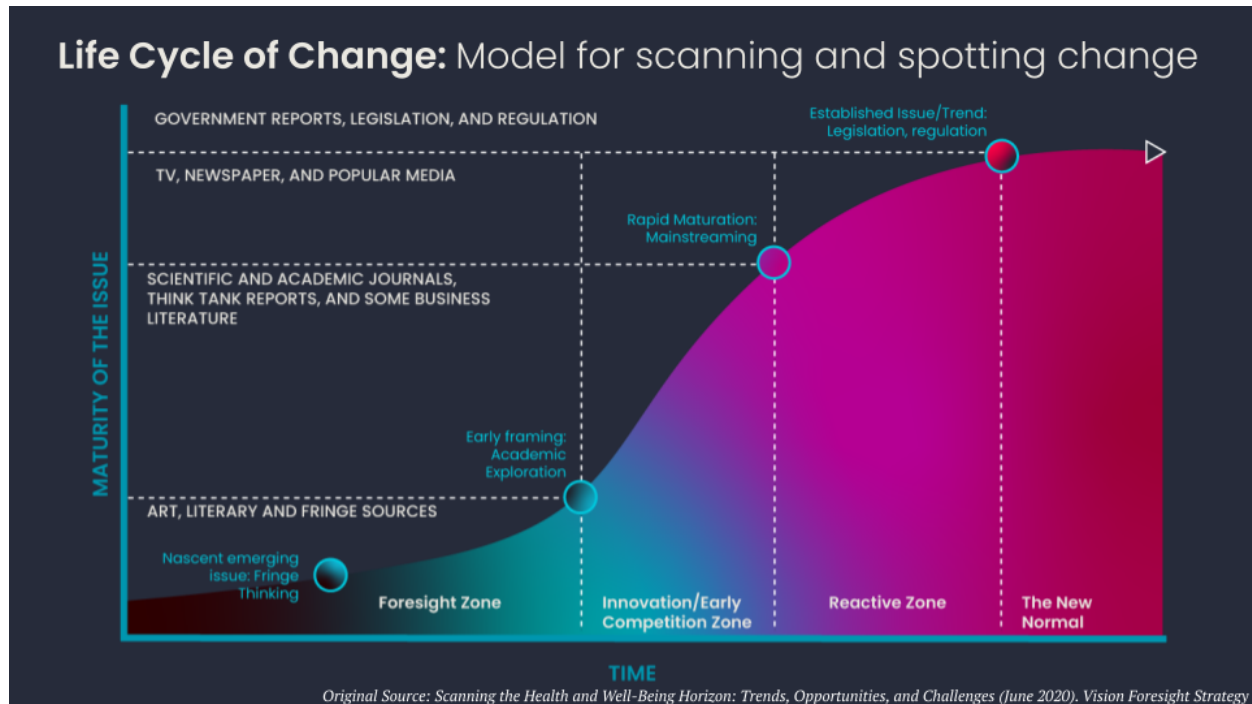 Life Cycle of Change: Model for scanning and spotting change
GOVERNMENT REPORTS, LEGISLATION, AND REGULATION
Established Issue/Trend:
Legislation, regulation
TV, NEWSPAPER, AND POPULAR MEDIA
Rapid Maturation:
Mainstreaming
SCIENTIFIC AND ACADEMIC JOURNALS,
THINK TANK REPORTS, AND SOME BUSINESS
LITERATURE
MATURITY OF THE ISSUE
Early framing:
Academic
Exploration
ART, LITERARY AND FRINGE SOURCES
Nascent emerging
issue: Fringe
Thinking
Foresight Zone
Innovation/Early
Competition Zone
Reactive Zone
The New
Normal
TIME
Original Source: Scanning the Health and Well-Being Horizon: Trends, Opportunities, and Challenges (June 2020). Vision Foresight Strategy